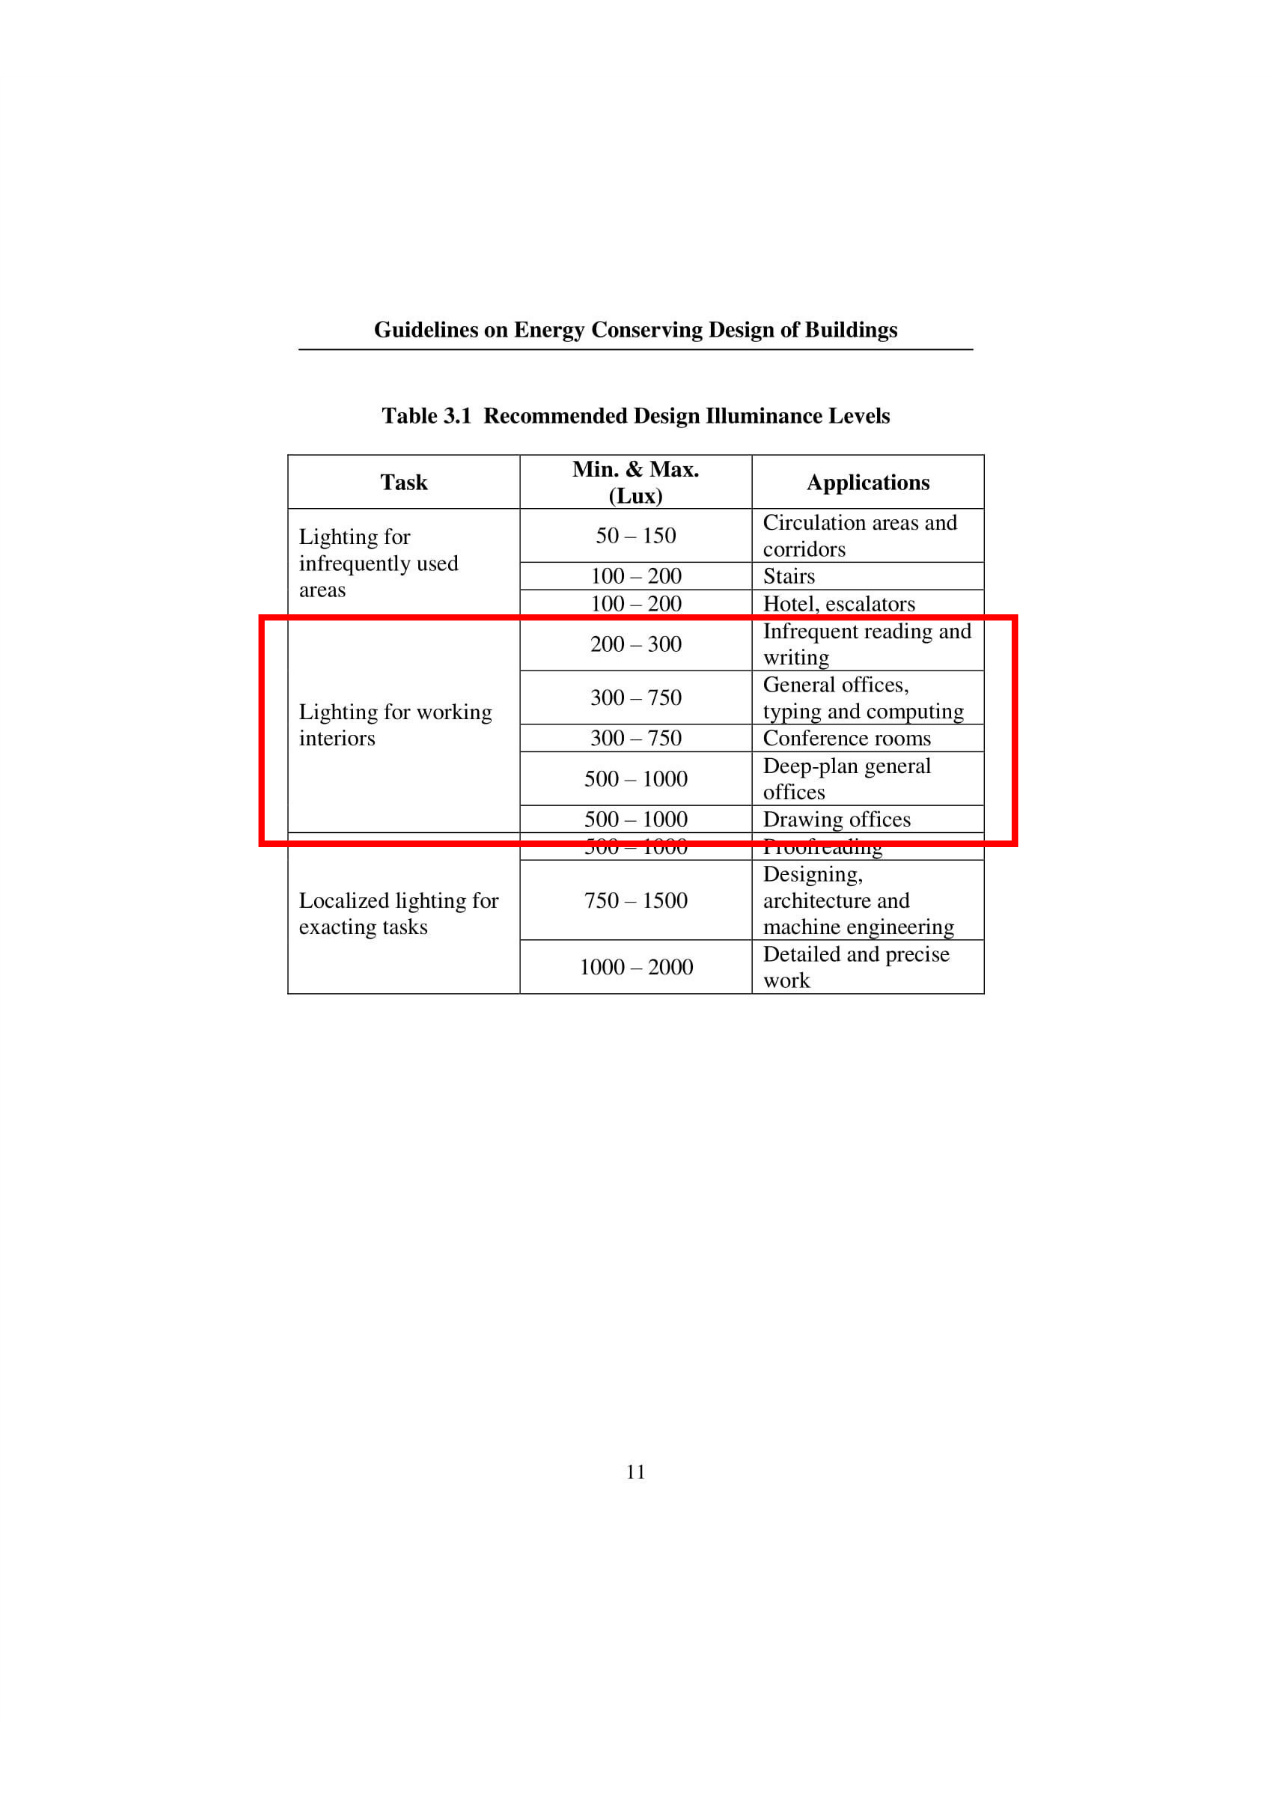 Guidelines on Energy Conserving Design of Buildings
Table 3.1 Recommended Design Illuminance Levels
Task
Min. & Max.
(Lux)
Applications
Lighting for
infrequently used
areas
50 – 150
Circulation areas and
corridors
100 – 200
Stairs
100 – 200
Hotel, escalators
Lighting for working
interiors
200 – 300
Infrequent reading and
writing
300 – 750
General offices,
typing and computing
300 – 750
Conference rooms
500 – 1000
Deep-plan general
offices
500 – 1000
Drawing offices
Localized lighting for
exacting tasks
500 – 1000
Proofreading
750 – 1500
Designing,
architecture and
machine engineering
1000 – 2000
Detailed and precise
work
11